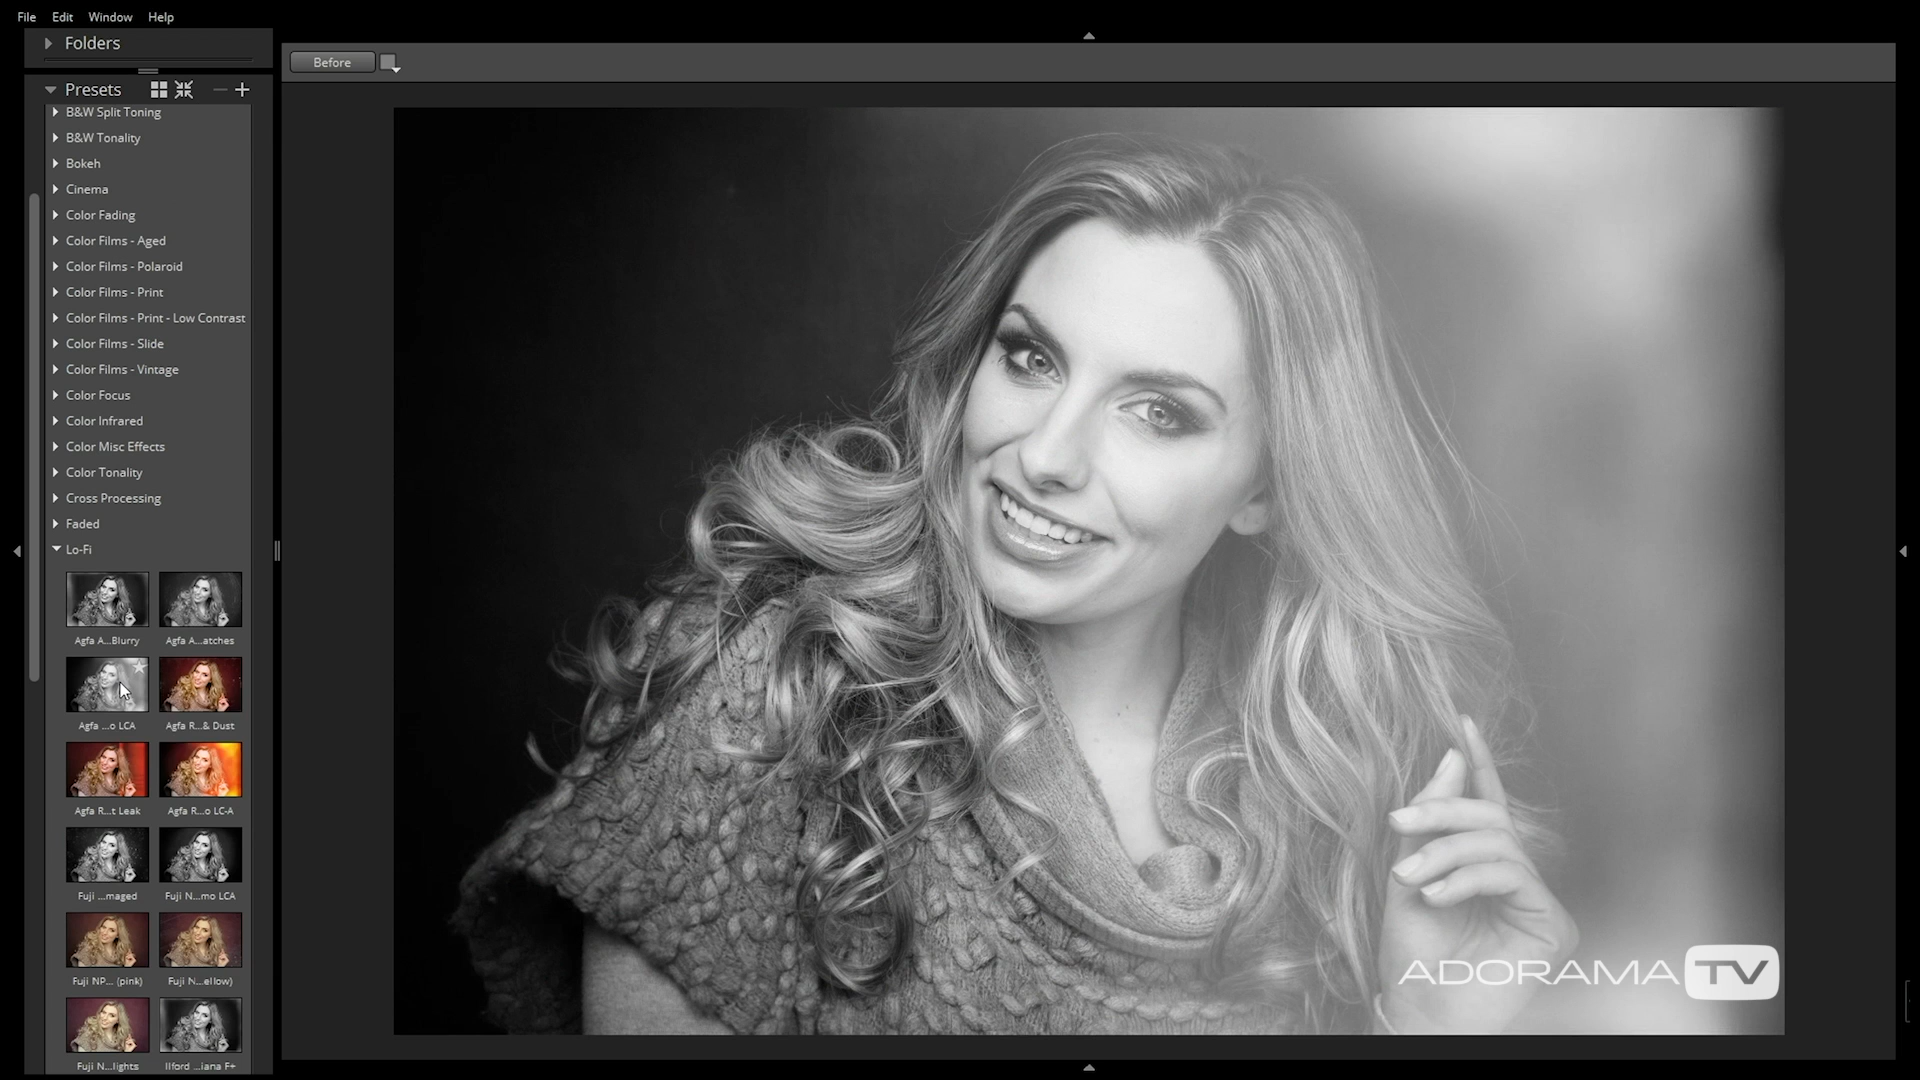 File Edit Window Help
Folders
Presets
B&W Split Toning
B&W Tonality
Bokeh
Cinema
Color Fading
Color Films - Aged
Color Films - Polaroid
Color Films - Print
Color Films - Print - Low Contrast
Color Films - Slide
Color Films - Vintage
Color Focus
Color Infrared
Color Misc Effects
Color Tonality
Cross Processing
Faded
Lo-Fi
Agfa A...Blurry Agfa A...atches
Agfa ...o LCA Agfa R...& Dust
Agfa R...t Leak Agfa R...o LC-A
Fuji ...maged Fuji N...mo LCA
Fuji NP... (pink) Fuji N...ellow)
Fuji N...lights Ilford ...iana F+
Before
ADORAMA TV